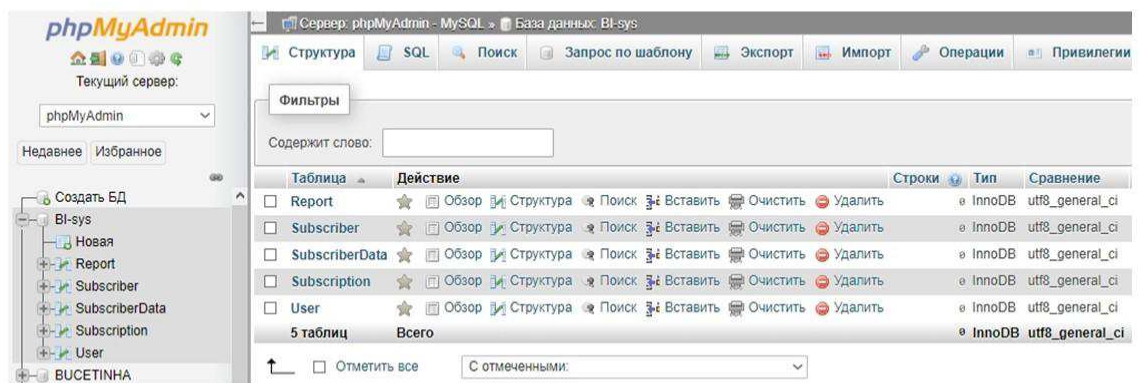 phpMyAdmin
Текущий сервер:
phpMyAdmin
Недавнее Избранное
Создать БД
BI-sys
Новая
Report
Subscriber
SubscriberData
Subscription
User
BUCETINHA
Сервер: phpMyAdmin - MySQL » База данных: BI-sys
Структура SQL Поиск Запрос по шаблону Экспорт Импорт Операции Привилегии
Фильтры
Содержит слово:
Таблица Действие Строки Тип Сравнение
Report Обзор Структура Поиск Вставить Очистить Удалить 0 InnoDB utf8_general_ci
Subscriber Обзор Структура Поиск Вставить Очистить Удалить 0 InnoDB utf8_general_ci
SubscriberData Обзор Структура Поиск Вставить Очистить Удалить 0 InnoDB utf8_general_ci
Subscription Обзор Структура Поиск Вставить Очистить Удалить 0 InnoDB utf8_general_ci
User Обзор Структура Поиск Вставить Очистить Удалить 0 InnoDB utf8_general_ci
5 таблиц Всего 0 InnoDB utf8_general_ci
Отметить все С отмеченными: